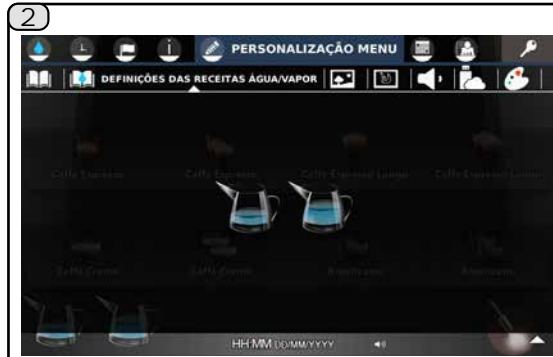 2
PERSONALIZAÇÃO MENU
DEFINIÇÕES DAS RECEITAS ÁGUA/VAPOR
Caffè Espresso Caffè Espresso Caffè Espresso Lungo Caffè Espresso Lungo
Caffè Crema Caffè Crema Americano Americano
HH:MM DD/MM/YYYY